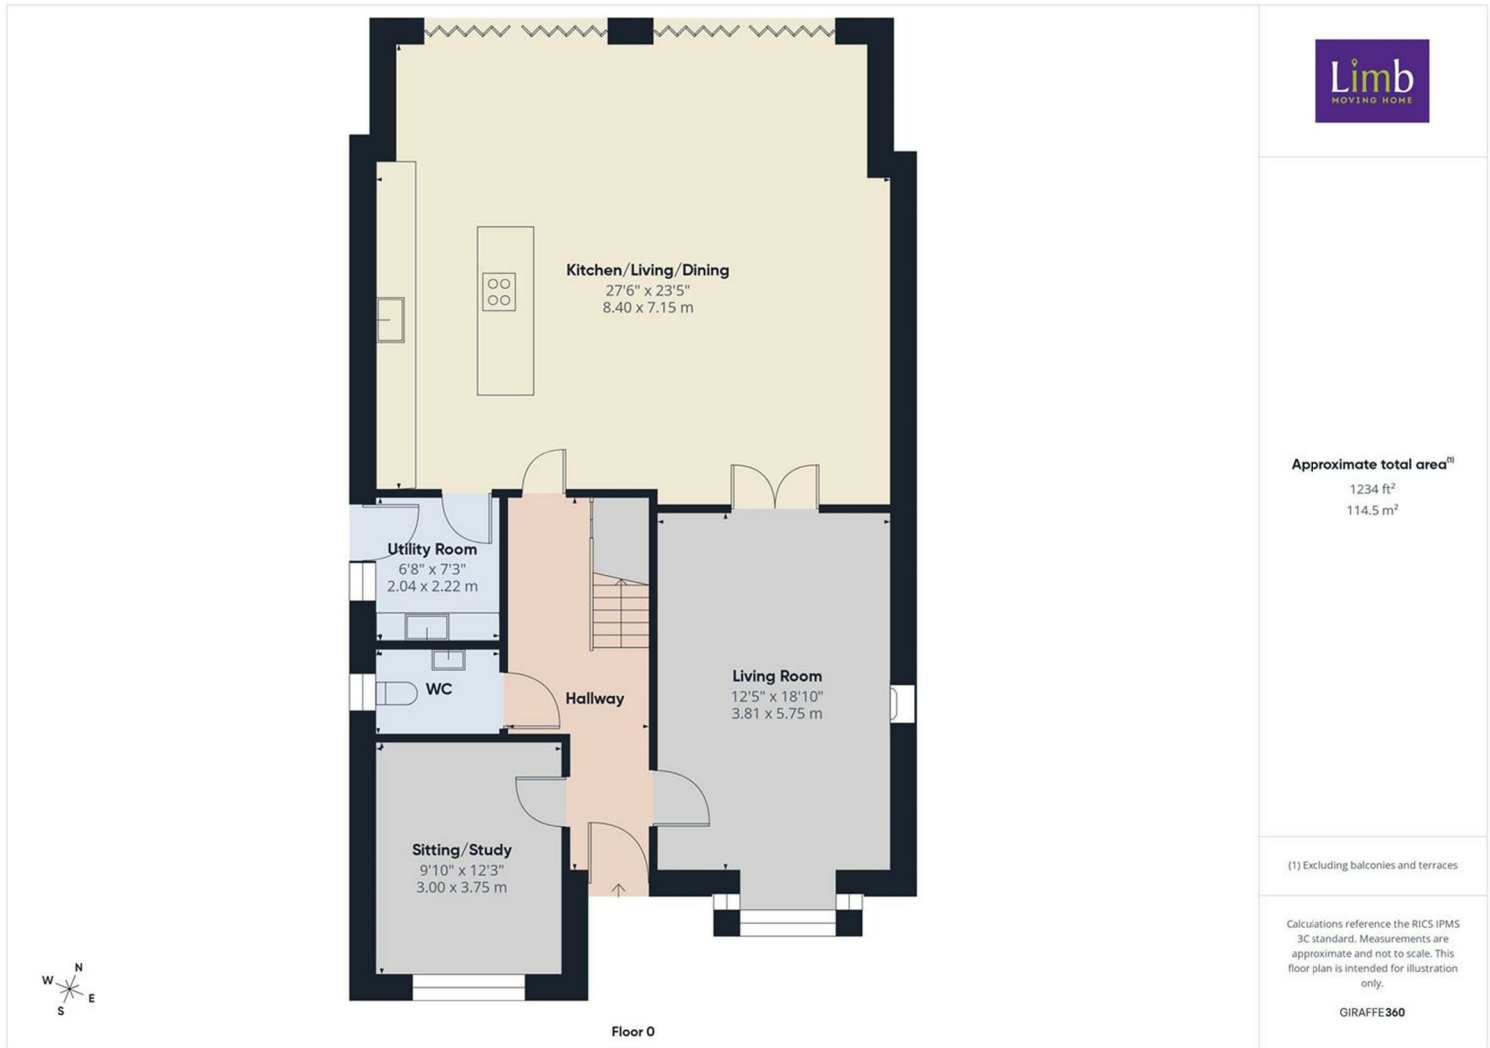 Limb
MOVING HOME
Kitchen/Living/Dining
27'6" x 23'5"
8.40 x 7.15 m
Utility Room
6'8" x 7'3"
2.04 x 2.22 m
WC
Hallway
Living Room
12'5" x 18'10"
3.81 x 5.75 m
Sitting/Study
9'10" x 12'3"
3.00 x 3.75 m
N
W
E
S
Floor 0
Approximate total area⁽¹⁾
1234 ft²
114.5 m²
(1) Excluding balconies and terraces
Calculations reference the RICS IPMS
3C standard. Measurements are
approximate and not to scale. This
floor plan is intended for illustration
only.
GIRAFFE360